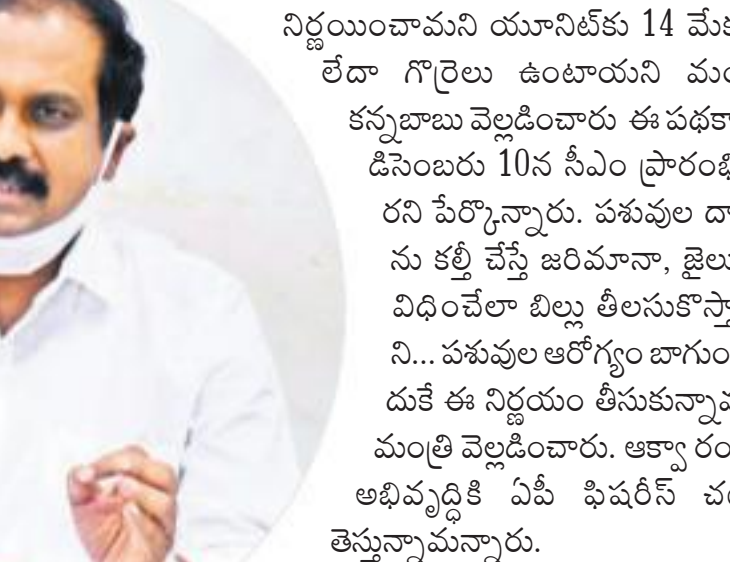 నిర్ణయించామని యూనిట్‌కు 14 మేక
లేదా గొర్రెలు ఉంటాయని మం
కన్నబాబు వెల్లడించారు ఈ పథకా
డిసెంబరు 10న సీఎం ప్రారంభి
రని పేర్కొన్నారు. పశువుల దా
ను కల్తీ చేస్తే జరిమానా, జైలు
విధించేలా బిల్లు తీలసుకొస్తా
ని... పశువుల ఆరోగ్యం బాగుం
దుకే ఈ నిర్ణయం తీసుకున్నామ
మంత్రి వెల్లడించారు. ఆక్వా రం
అభివృద్ధికి ఏపీ ఫిషరీస్ చ
తెస్తున్నామన్నారు.